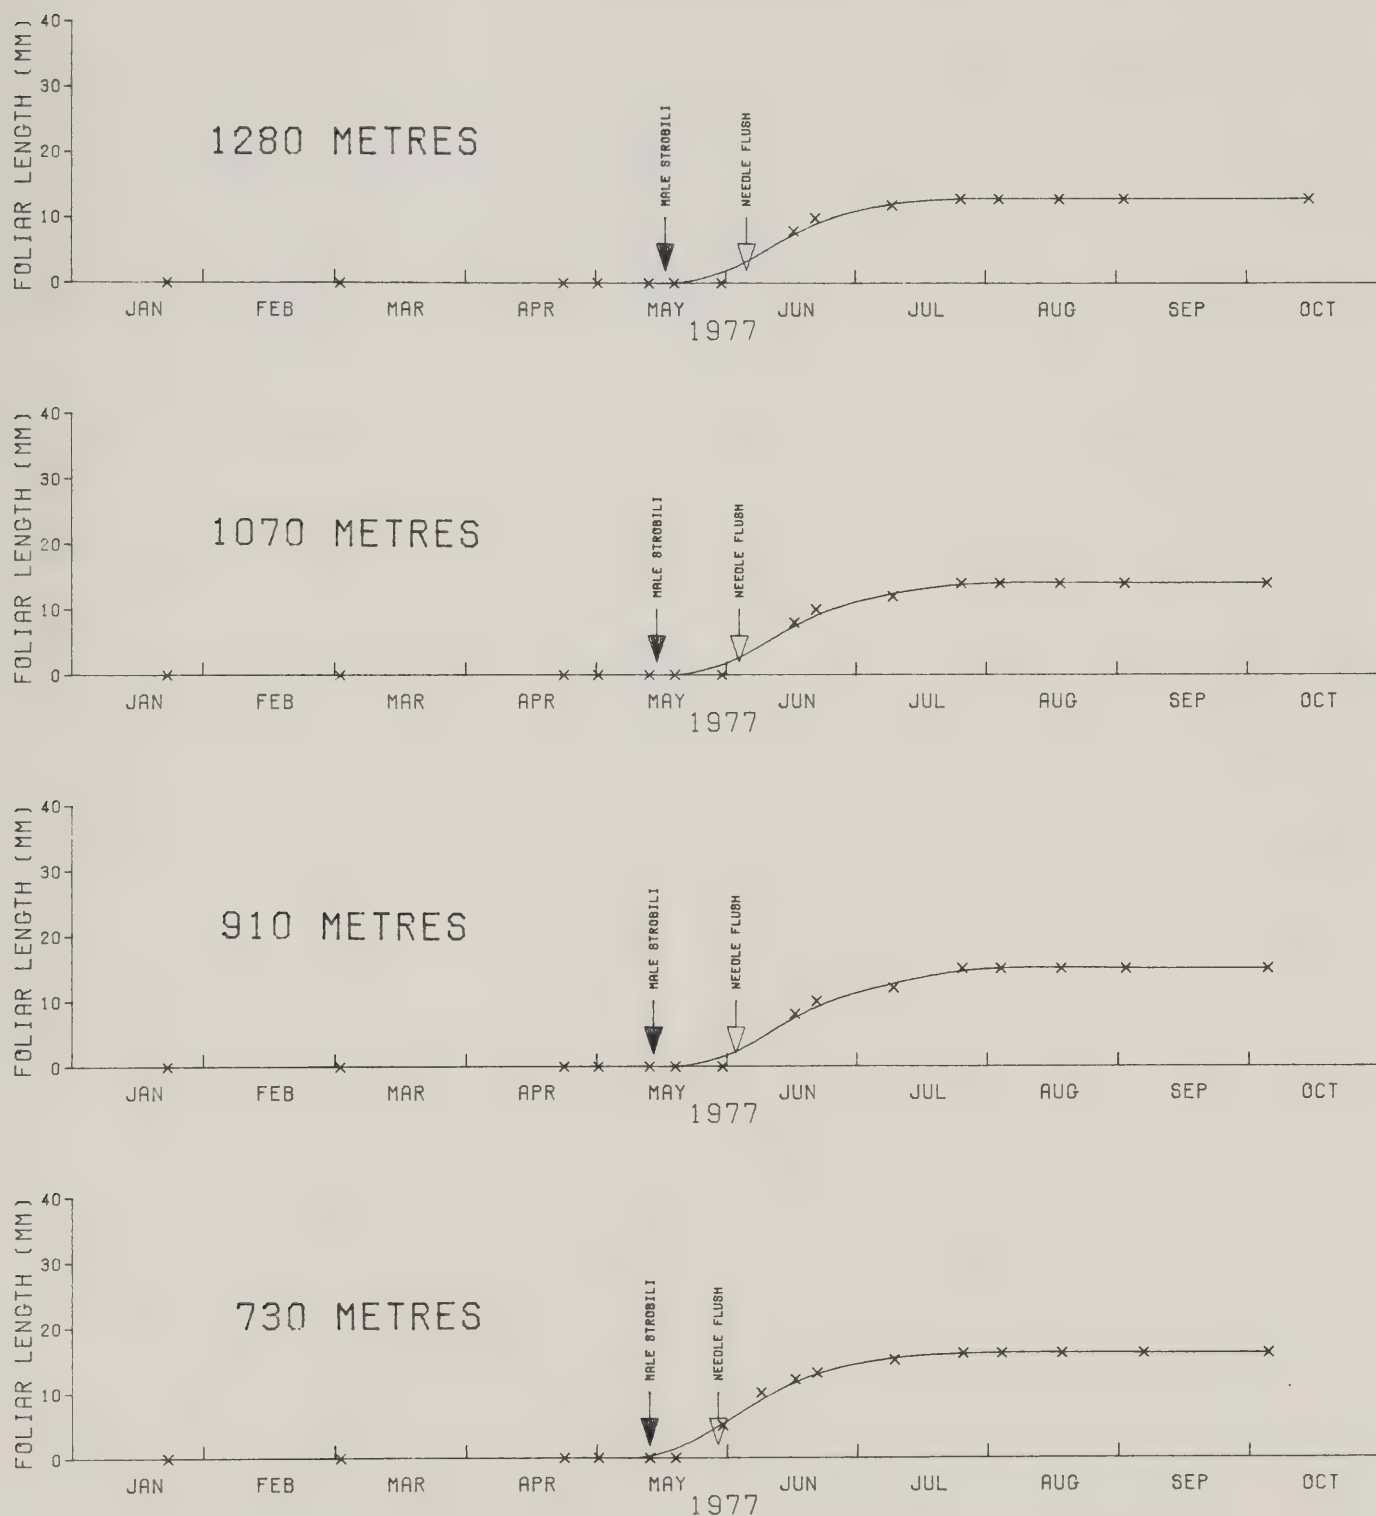 FOLIAR LENGTH (MM)
40
30
20
10
0
1280 METRES
MALE STROBILI
NEEDLE FLUSH
JAN FEB MAR APR MAY JUN JUL AUG SEP OCT
1977
FOLIAR LENGTH (MM)
40
30
20
10
0
1070 METRES
MALE STROBILI
NEEDLE FLUSH
JAN FEB MAR APR MAY JUN JUL AUG SEP OCT
1977
FOLIAR LENGTH (MM)
40
30
20
10
0
910 METRES
MALE STROBILI
NEEDLE FLUSH
JAN FEB MAR APR MAY JUN JUL AUG SEP OCT
1977
FOLIAR LENGTH (MM)
40
30
20
10
0
730 METRES
MALE STROBILI
NEEDLE FLUSH
JAN FEB MAR APR MAY JUN JUL AUG SEP OCT
1977